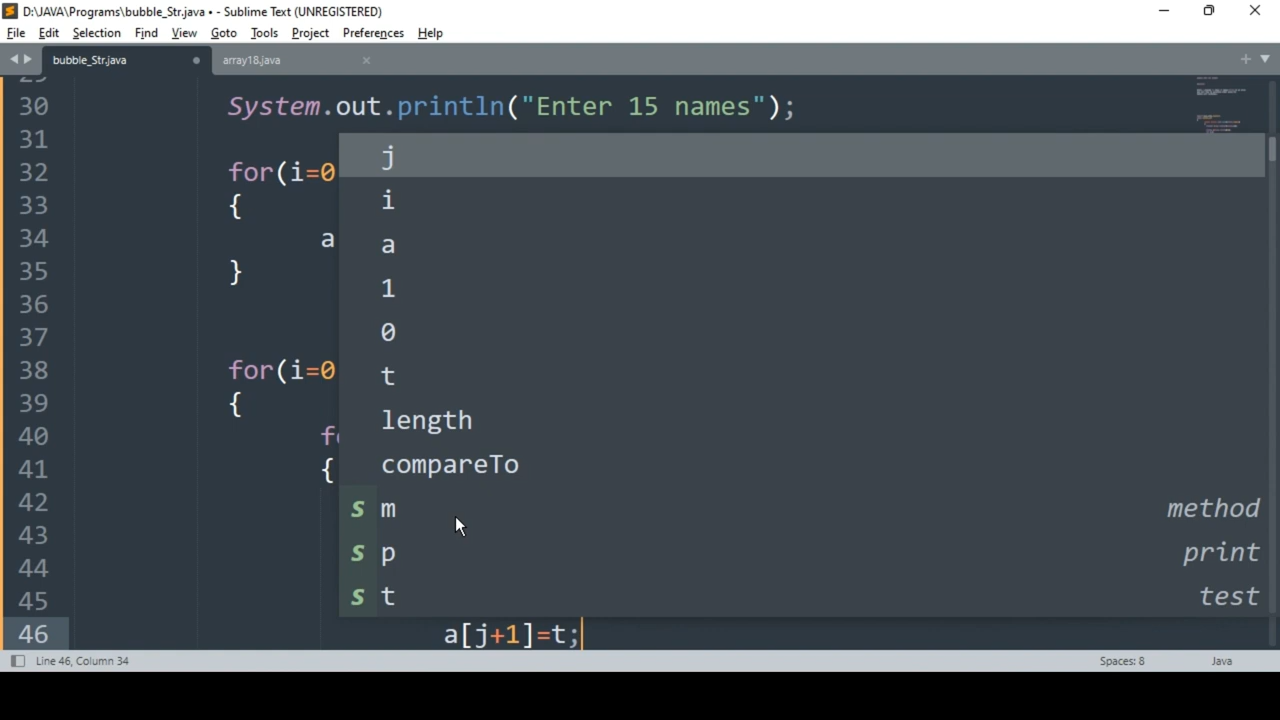 D:\JAVA\Programs\bubble_Str.java • - Sublime Text (UNREGISTERED)
File Edit Selection Find View Goto Tools Project Preferences Help
bubble_Str.java array18.java
30 System.out.println("Enter 15 names");
31 j
32 for(i=0 i
33 {
34 a a
35 } 1
36
37 0
38 for(i=0 t
39 {
length
40 f
41 { compareTo
42 s m method
43
44 s p print
45 s t test
46 a[j+1]=t;
Line 46, Column 34 Spaces: 8 Java